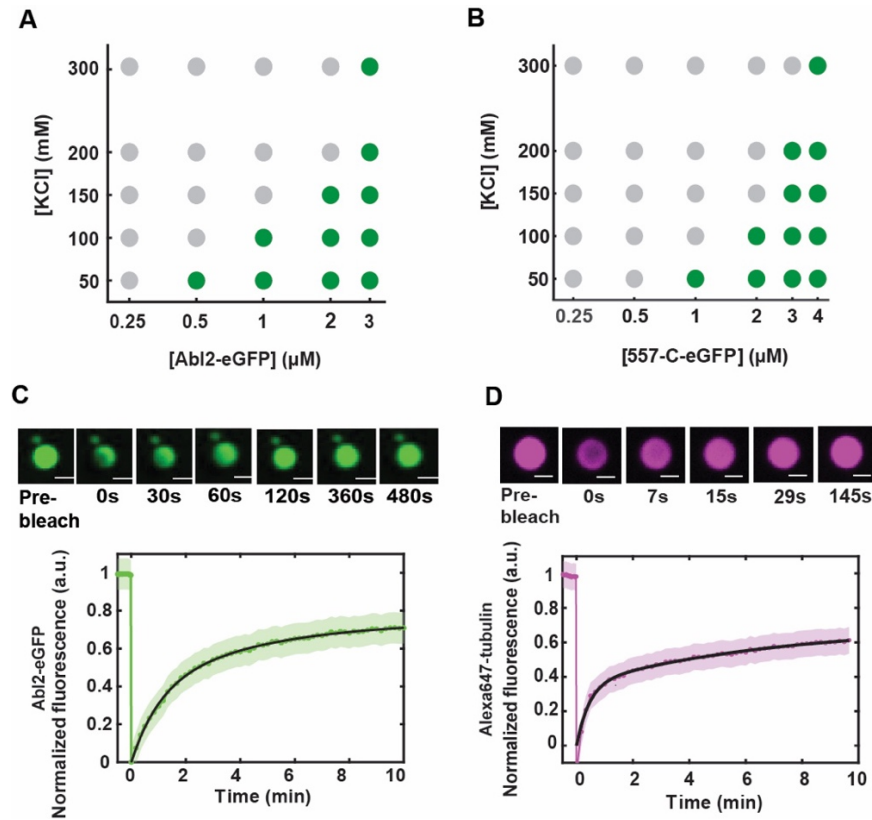 A
[KCl] (mM)
300
200
150
100
50
0.25 0.5 1 2 3
[Abl2-eGFP] (μM)
B
[KCl] (mM)
300
200
150
100
50
0.25 0.5 1 2 3 4
[557-C-eGFP] (μM)
C
Pre-bleach 0s 30s 60s 120s 360s 480s
Abl2-eGFP
Normalized fluorescence (a.u.)
1
0.8
0.6
0.4
0.2
0
0 2 4 6 8 10
Time (min)
D
Pre-bleach 0s 7s 15s 29s 145s
Alexa647-tubulin
Normalized fluorescence (a.u.)
1
0.8
0.6
0.4
0.2
0
0 2 4 6 8 10
Time (min)